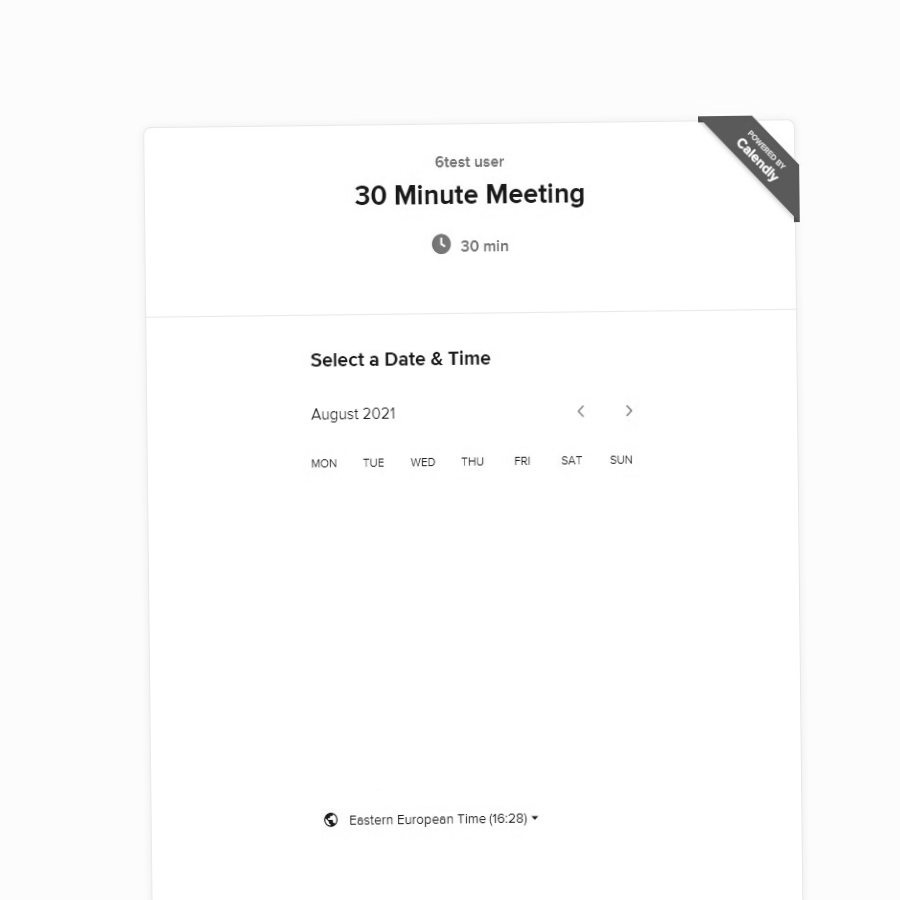 POWERED BY
Calendly
6test user
30 Minute Meeting
30 min
Select a Date & Time
August 2021
MON TUE WED THU FRI SAT SUN
Eastern European Time (16:28)